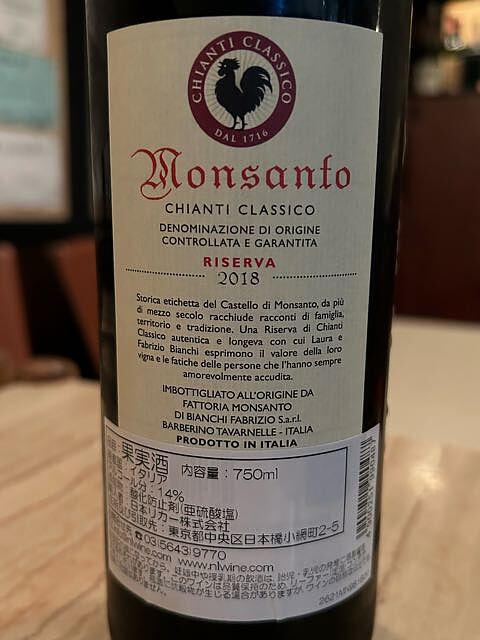 CHIANTI CLASSICO
DAL 1716
Monsanto
CHIANTI CLASSICO
DENOMINAZIONE DI ORIGINE
CONTROLLATA E GARANTITA
RISERVA
2018
Storica etichetta del Castello di Monsanto, da più
di mezzo secolo racchiude racconti di famiglia,
territorio e tradizione. Una Riserva di Chianti
Classico autentica e longeva con cui Laura e
Fabrizio Bianchi esprimono il valore della loro
vigna e le fatiche delle persone che l'hanno sempre
amorevolmente accudita.
IMBOTTIGLIATO ALL'ORIGINE DA
FATTORIA MONSANTO
DI BIANCHI FABRIZIO S.a.r.l.
BARBERINO TAVARNELLE - ITALIA
PRODOTTO IN ITALIA
果実酒 内容量：750ml
イタリア
14%
酸化防止剤(亜硫酸塩)
日本リカー株式会社
東京都中央区日本橋小網町2-5
☎03(5643)9770
www.nlwine.com